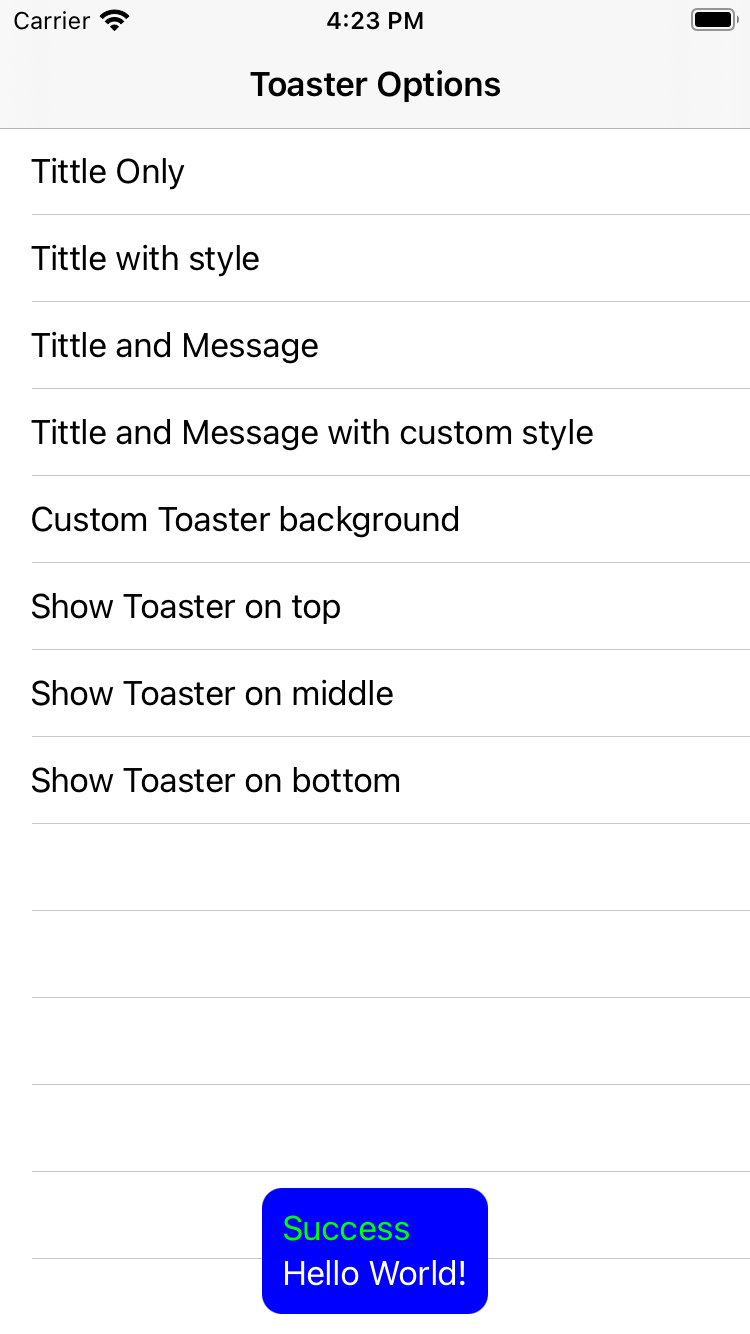 Carrier 4:23 PM
Toaster Options
Tittle Only
Tittle with style
Tittle and Message
Tittle and Message with custom style
Custom Toaster background
Show Toaster on top
Show Toaster on middle
Show Toaster on bottom
Success
Hello World!